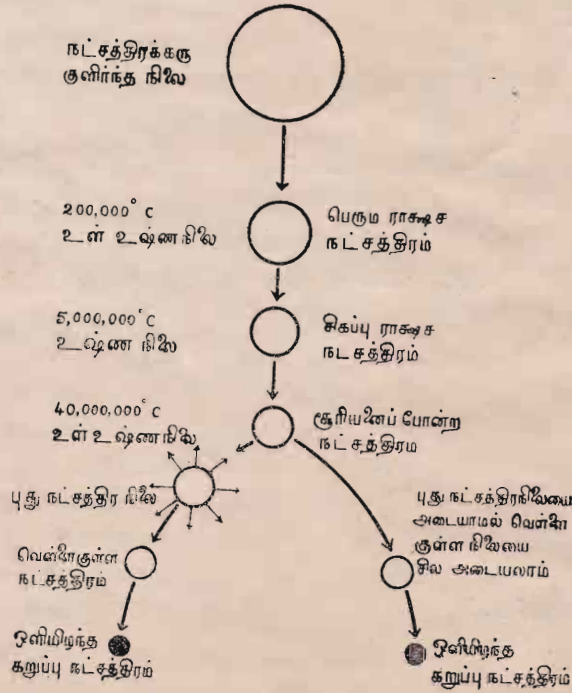 நட்சத்திரக்கரு
குளிர்ந்த நிலை
200,000° C
உள் உஷ்ணநிலை
பெரும ராக்ஷச
நட்சத்திரம்
5,000,000° C
உஷ்ண நிலை
சிகப்பு ராக்ஷச
நடசத்திரம்
40,000,000° C
உள் உஷ்ணநிலை
சூரியனைப் போன்ற
நட்சத்திரம
புது நட்சத்திர நிலை
புது நட்சத்திரநிலையை
அடையாமல் வெள்ளை
குள்ள நிலையை
சில அடையலாம்
வெள்ளைகுள்ள
நட்சத்திரம்
ஒளியிழந்த
கறுப்பு நட்சத்திரம்
ஒளியிழந்த
கறுப்பு நட்சத்திரம்